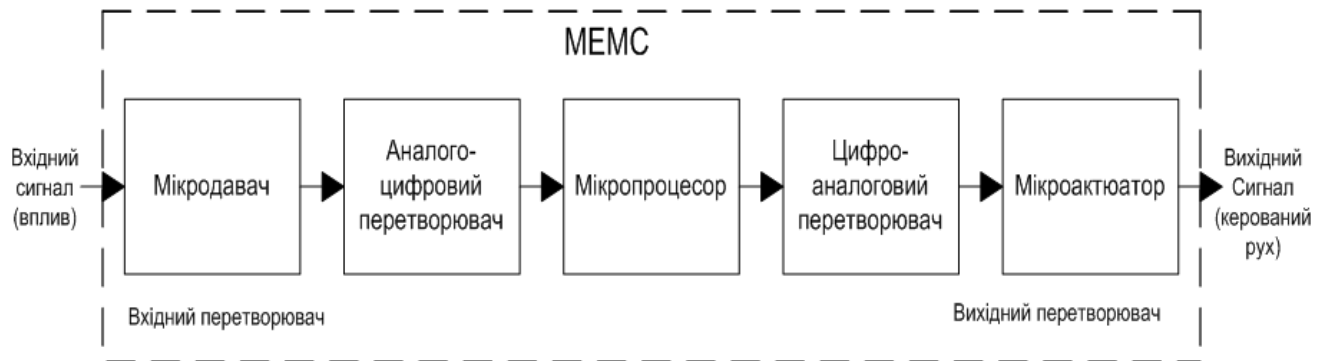 МЕМС
Вхідний
сигнал
(вплив)
Мікродавач
Аналого-
цифровий
перетворювач
Мікропроцесор
Цифро-
аналоговий
перетворювач
Мікроактюатор
Вихідний
Сигнал
(керований
рух)
Вхідний перетворювач
Вихідний перетворювач